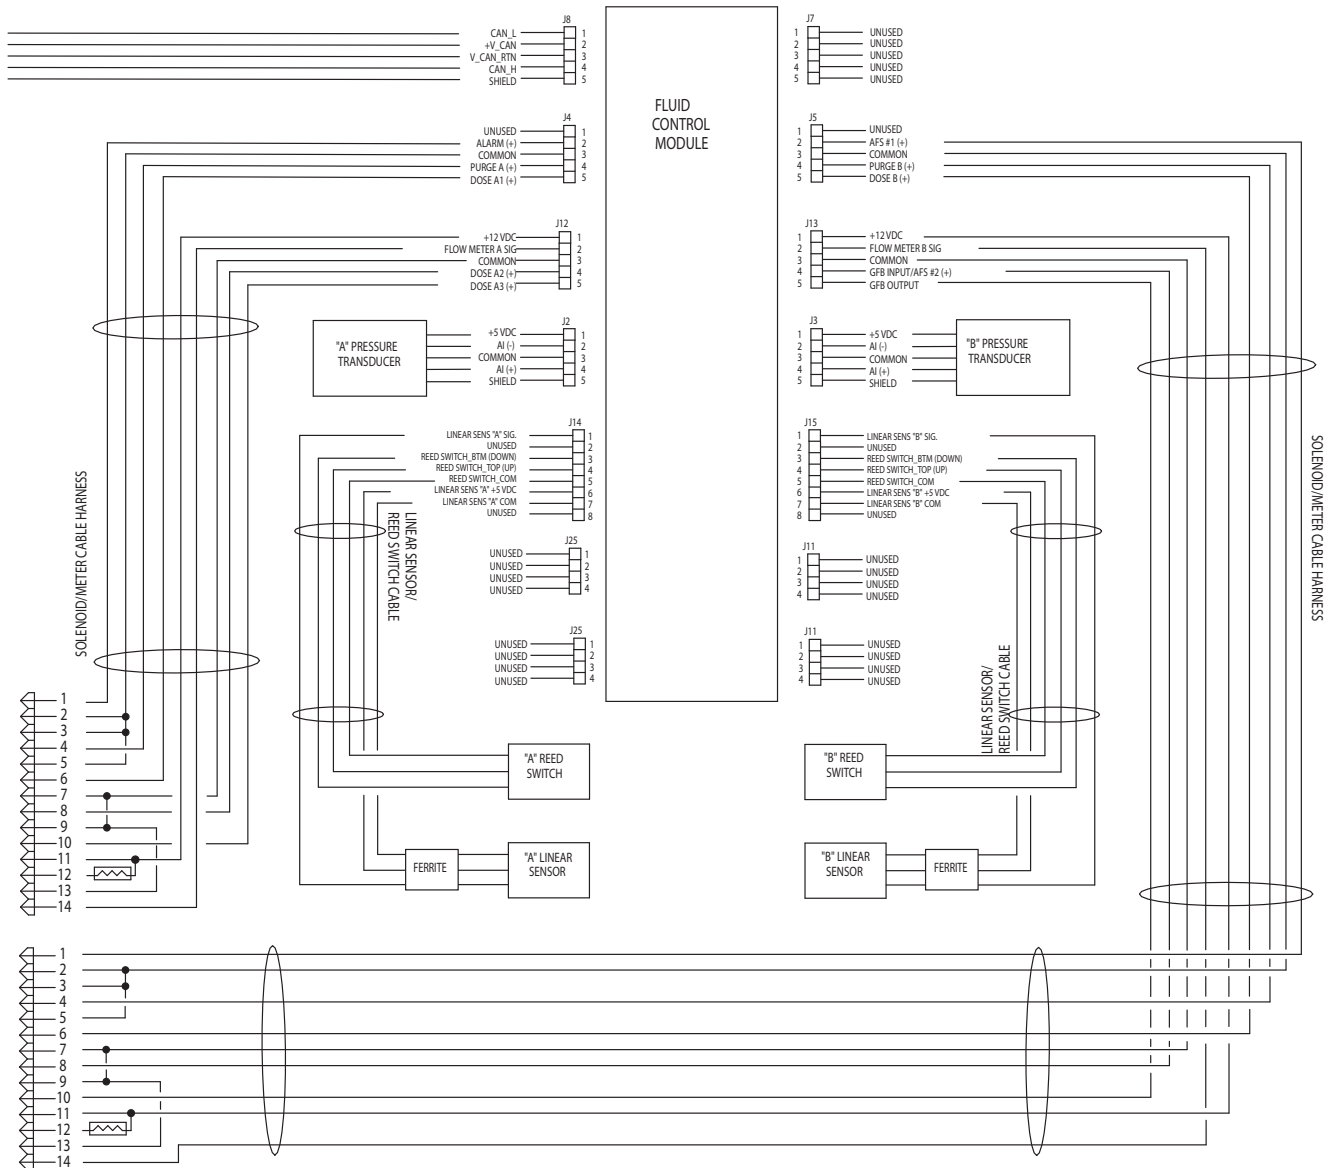 FLUID
CONTROL
MODULE
J8
CAN_L 1
+V_CAN 2
V_CAN_RTN 3
CAN_H 4
SHIELD 5
J7
1 UNUSED
2 UNUSED
3 UNUSED
4 UNUSED
5 UNUSED
J4
UNUSED 1
ALARM (+) 2
COMMON 3
PURGE A (+) 4
DOSE A1 (+) 5
J5
1 UNUSED
2 AFS #1 (+)
3 COMMON
4 PURGE B (+)
5 DOSE B (+)
J12
+12 VDC 1
FLOW METER A SIG 2
COMMON 3
DOSE A2 (+) 4
DOSE A3 (+) 5
J13
1 +12 VDC
2 FLOW METER B SIG
3 COMMON
4 GFB INPUT/AFS #2 (+)
5 GFB OUTPUT
"A" PRESSURE
TRANSDUCER
J2
+5 VDC 1
AI (-) 2
COMMON 3
AI (+) 4
SHIELD 5
J3
1 +5 VDC
2 AI (-)
3 COMMON
4 AI (+)
5 SHIELD
"B" PRESSURE
TRANSDUCER
J14
LINEAR SENS "A" SIG. 1
UNUSED 2
REED SWITCH_BTM (DOWN) 3
REED SWITCH_TOP (UP) 4
REED SWITCH_COM 5
LINEAR SENS "A" +5 VDC 6
LINEAR SENS "A" COM 7
UNUSED 8
J15
1 LINEAR SENS "B" SIG.
2 UNUSED
3 REED SWITCH_BTM (DOWN)
4 REED SWITCH_TOP (UP)
5 REED SWITCH_COM
6 LINEAR SENS "B" +5 VDC
7 LINEAR SENS "B" COM
8 UNUSED
J25
UNUSED 1
UNUSED 2
UNUSED 3
UNUSED 4
J11
1 UNUSED
2 UNUSED
3 UNUSED
4 UNUSED
J25
UNUSED 1
UNUSED 2
UNUSED 3
UNUSED 4
J11
1 UNUSED
2 UNUSED
3 UNUSED
4 UNUSED
SOLENOID/METER CABLE HARNESS
LINEAR SENSOR/
REED SWITCH CABLE
LINEAR SENSOR/
REED SWITCH CABLE
SOLENOID/METER CABLE HARNESS
"A" REED
SWITCH
"B" REED
SWITCH
FERRITE
"A" LINEAR
SENSOR
"B" LINEAR
SENSOR
FERRITE
1
2
3
4
5
6
7
8
9
10
11
12
13
14
1
2
3
4
5
6
7
8
9
10
11
12
13
14